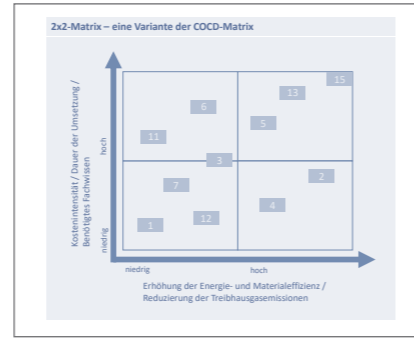 2x2-Matrix – eine Variante der COCD-Matrix
Kostenintensität / Dauer der Umsetzung /
Benötigtes Fachwissen
hoch
niedrig
15
13
6
5
11
3
2
7
4
12
1
niedrig
hoch
Erhöhung der Energie- und Materialeffizienz /
Reduzierung der Treibhausgasemissionen